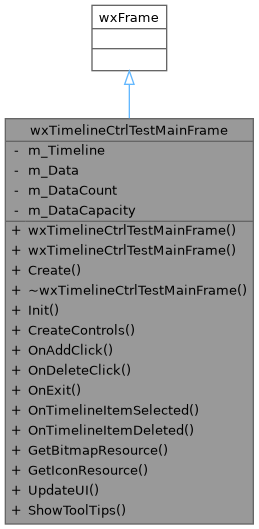 wxFrame
wxTimelineCtrlTestMainFrame
- m_Timeline
- m_Data
- m_DataCount
- m_DataCapacity
+ wxTimelineCtrlTestMainFrame()
+ wxTimelineCtrlTestMainFrame()
+ Create()
+ ~wxTimelineCtrlTestMainFrame()
+ Init()
+ CreateControls()
+ OnAddClick()
+ OnDeleteClick()
+ OnExit()
+ OnTimelineItemSelected()
+ OnTimelineItemDeleted()
+ GetBitmapResource()
+ GetIconResource()
+ UpdateUI()
+ ShowToolTips()